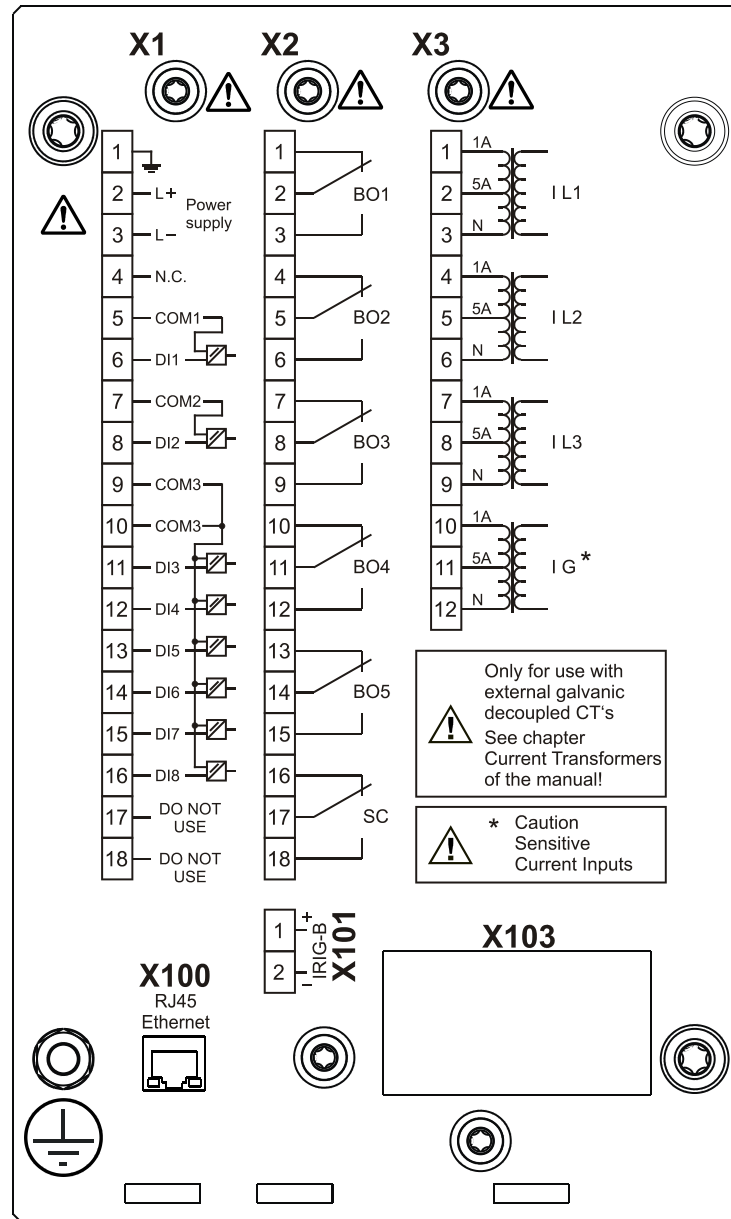 X1 X2 X3
1
2 L+
Power
supply
3 L−
4 N.C.
5 COM1
6 DI1
7 COM2
8 DI2
9 COM3
10 COM3
11 DI3
12 DI4
13 DI5
14 DI6
15 DI7
16 DI8
17 DO NOT
USE
18 DO NOT
USE
1
2 BO1
3
4
5 BO2
6
7
8 BO3
9
10
11 BO4
12
13
14 BO5
15
16
17 SC
18
1 1A
2 5A I L1
3 N
4 1A
5 5A I L2
6 N
7 1A
8 5A I L3
9 N
10 1A
11 5A I G *
12 N
Only for use with
external galvanic
decoupled CT‘s
See chapter
Current Transformers
of the manual!
* Caution
Sensitive
Current Inputs
1 +
2 −
IRIG-B
X101
X100
RJ45
Ethernet
X103